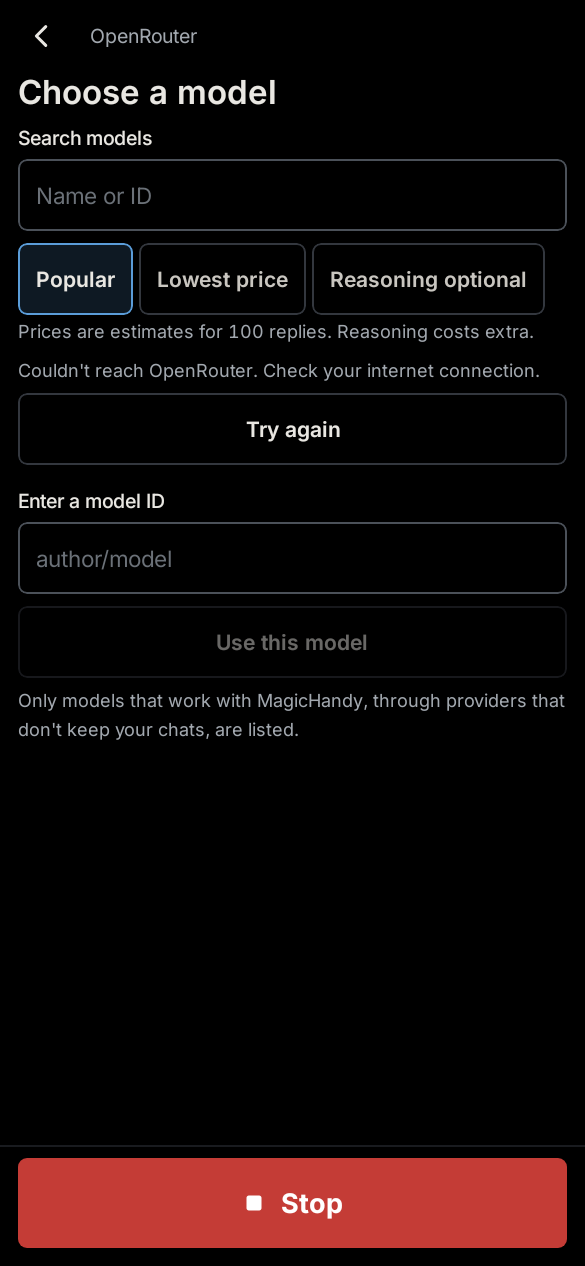 OpenRouter
Choose a model
Search models
Name or ID
Popular
Lowest price
Reasoning optional
Prices are estimates for 100 replies. Reasoning costs extra.
Couldn't reach OpenRouter. Check your internet connection.
Try again
Enter a model ID
author/model
Use this model
Only models that work with MagicHandy, through providers that
don't keep your chats, are listed.
Stop